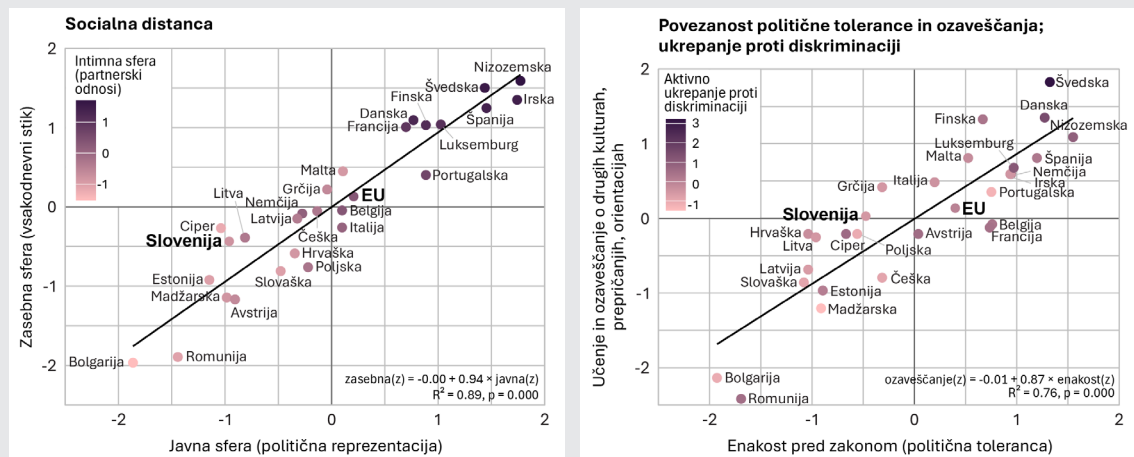 Socialna distanca
Intimna sfera
(partnerski
odnosi)
1
0
-1
Zasebna sfera (vsakodnevni stik)
2
1
0
-1
-2
Nizozemska
Švedska
Irska
Finska
Španija
Danska
Francija
Luksemburg
Malta
Portugalska
Grčija
EU
Litva
Nemčija
Belgija
Latvija
Italija
Ciper
Češka
Slovenija
Hrvaška
Poljska
Slovaška
Estonija
Madžarska
Avstrija
Romunija
Bolgarija
zasebna(z) = -0.00 + 0.94 × javna(z)
R² = 0.89, p = 0.000
-2
-1
0
1
2
Javna sfera (politična reprezentacija)
Povezanost politične tolerance in ozaveščanja;
ukrepanje proti diskriminaciji
Aktivno
ukrepanje proti
diskriminaciji
3
2
1
0
-1
Učenje in ozaveščanje o drugih kulturah,
prepričanjih, orientacijah
2
1
0
-1
-2
Švedska
Danska
Finska
Nizozemska
Luksemburg
Malta
Španija
Nemčija
Irska
Italija
Grčija
Portugalska
EU
Slovenija
Belgija
Francija
Hrvaška
Litva
Ciper
Poljska
Avstrija
Latvija
Slovaška
Češka
Estonija
Madžarska
Bolgarija
Romunija
ozaveščanje(z) = -0.01 + 0.87 × enakost(z)
R² = 0.76, p = 0.000
-2
-1
0
1
2
Enakost pred zakonom (politična toleranca)